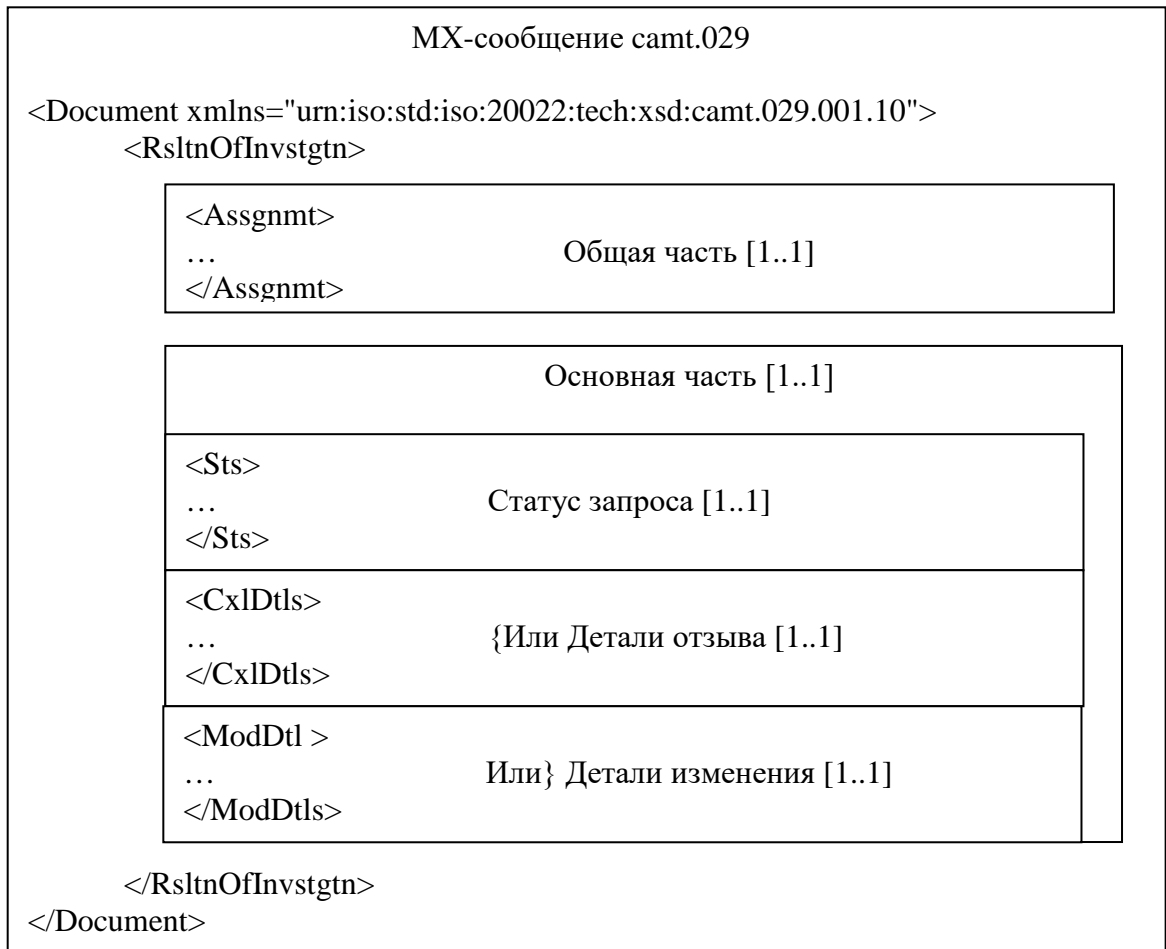 МХ-сообщение camt.029
<Document xmlns="urn:iso:std:iso:20022:tech:xsd:camt.029.001.10">
<RsltnOfInvstgtn>
<Assgnmt>
… Общая часть [1..1]
</Assgnmt>
Основная часть [1..1]
<Sts>
… Статус запроса [1..1]
</Sts>
<CxlDtls>
… {Или Детали отзыва [1..1]
</CxlDtls>
<ModDtl >
… Или} Детали изменения [1..1]
</ModDtls>
</RsltnOfInvstgtn>
</Document>